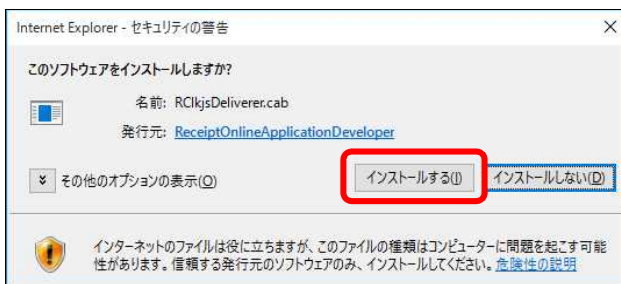 Internet Explorer - セキュリティの警告
このソフトウェアをインストールしますか?
名前: RClkjsDeliverer.cab
発行元: ReceiptOnlineApplicationDeveloper
その他のオプションの表示(O)
インストールする(I)
インストールしない(D)
インターネットのファイルは役に立ちますが、このファイルの種類はコンピューターに問題を起こす可能
性があります。信頼する発行元のソフトウェアのみ、インストールしてください。危険性の説明